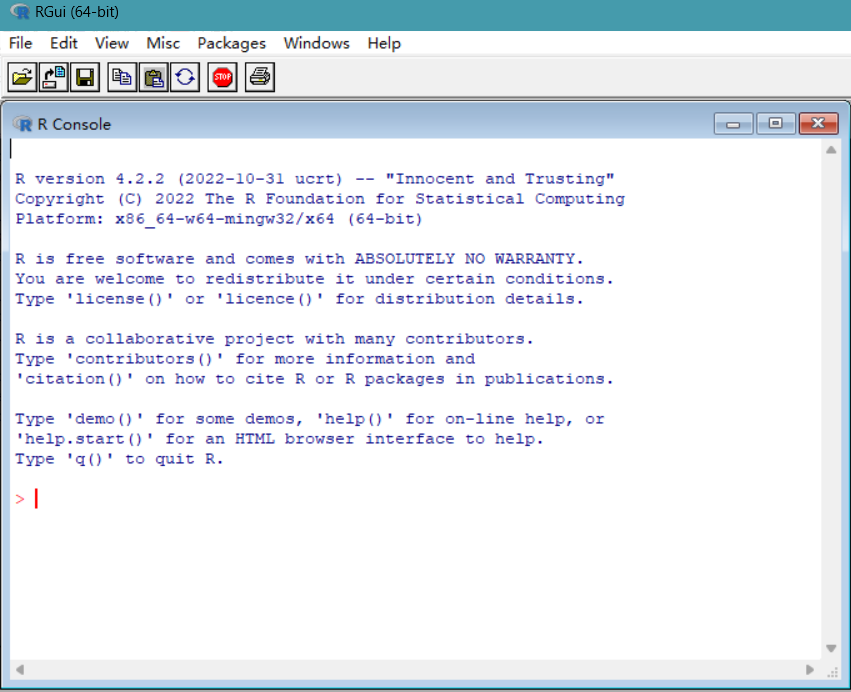 RGui (64-bit)
File Edit View Misc Packages Windows Help
STOP
R Console
R version 4.2.2 (2022-10-31 ucrt) -- "Innocent and Trusting"
Copyright (C) 2022 The R Foundation for Statistical Computing
Platform: x86_64-w64-mingw32/x64 (64-bit)
R is free software and comes with ABSOLUTELY NO WARRANTY.
You are welcome to redistribute it under certain conditions.
Type 'license()' or 'licence()' for distribution details.
R is a collaborative project with many contributors.
Type 'contributors()' for more information and
'citation()' on how to cite R or R packages in publications.
Type 'demo()' for some demos, 'help()' for on-line help, or
'help.start()' for an HTML browser interface to help.
Type 'q()' to quit R.
>